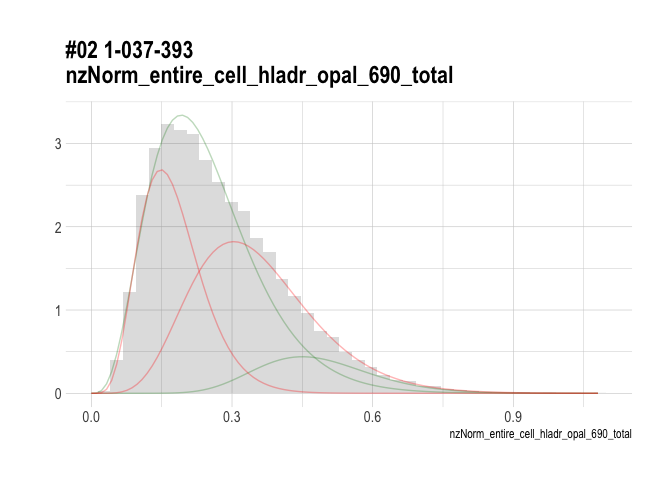 #02 1-037-393
nzNorm_entire_cell_hladr_opal_690_total
3
2
1
0
0.0 0.3 0.6 0.9
nzNorm_entire_cell_hladr_opal_690_total